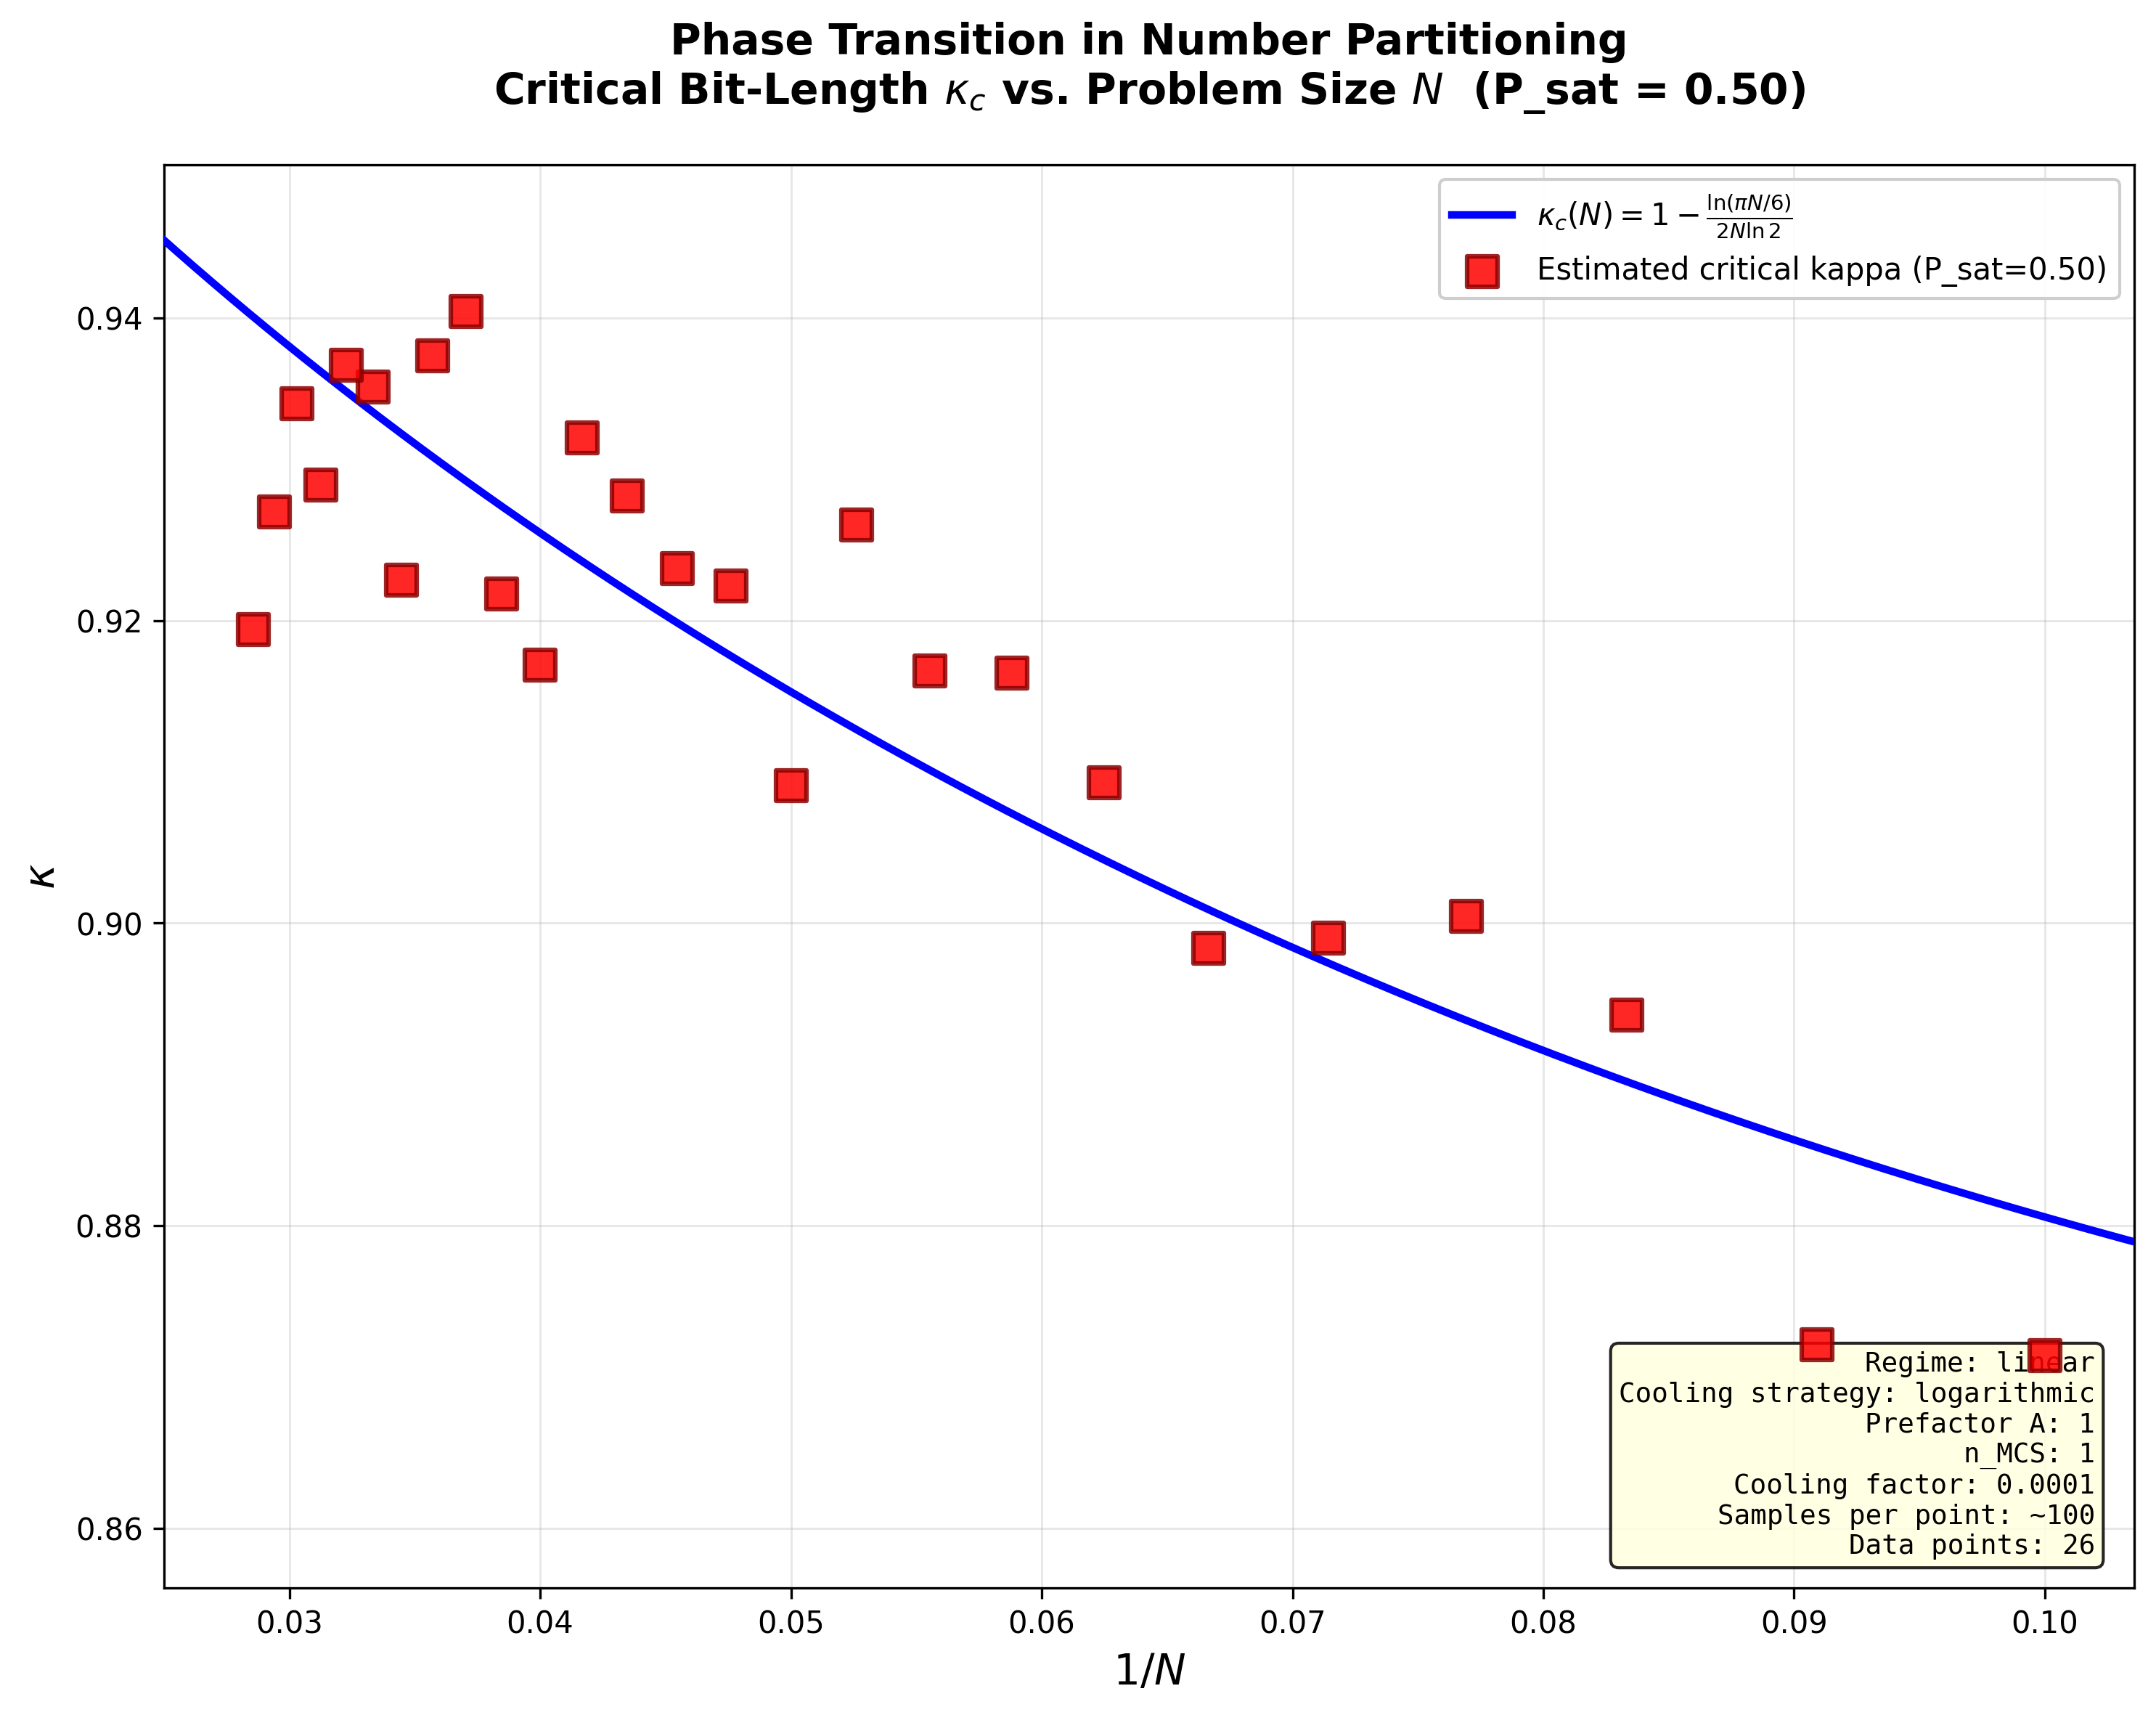 Phase Transition in Number Partitioning
Critical Bit-Length κc vs. Problem Size N (P_sat = 0.50)
κc(N) = 1 − ln(πN/6)/2N ln 2
Estimated critical kappa (P_sat=0.50)
0.94
0.92
0.90
0.88
0.86
κ
Regime: linear
Cooling strategy: logarithmic
Prefactor A: 1
n_MCS: 1
Cooling factor: 0.0001
Samples per point: ~100
Data points: 26
0.03 0.04 0.05 0.06 0.07 0.08 0.09 0.10
1/N